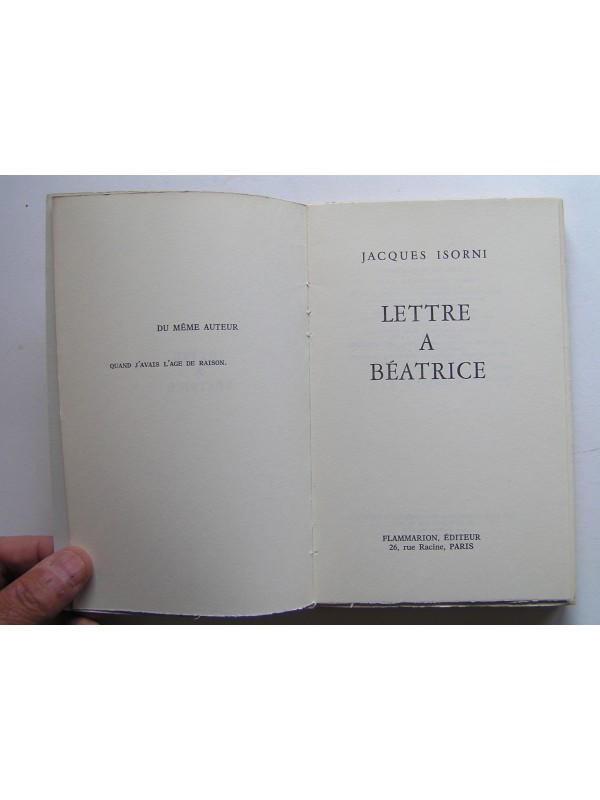 DU MÊME AUTEUR
QUAND J'AVAIS L'AGE DE RAISON.
JACQUES ISORNI
LETTRE
A
BÉATRICE
FLAMMARION, ÉDITEUR
26, rue Racine, PARIS